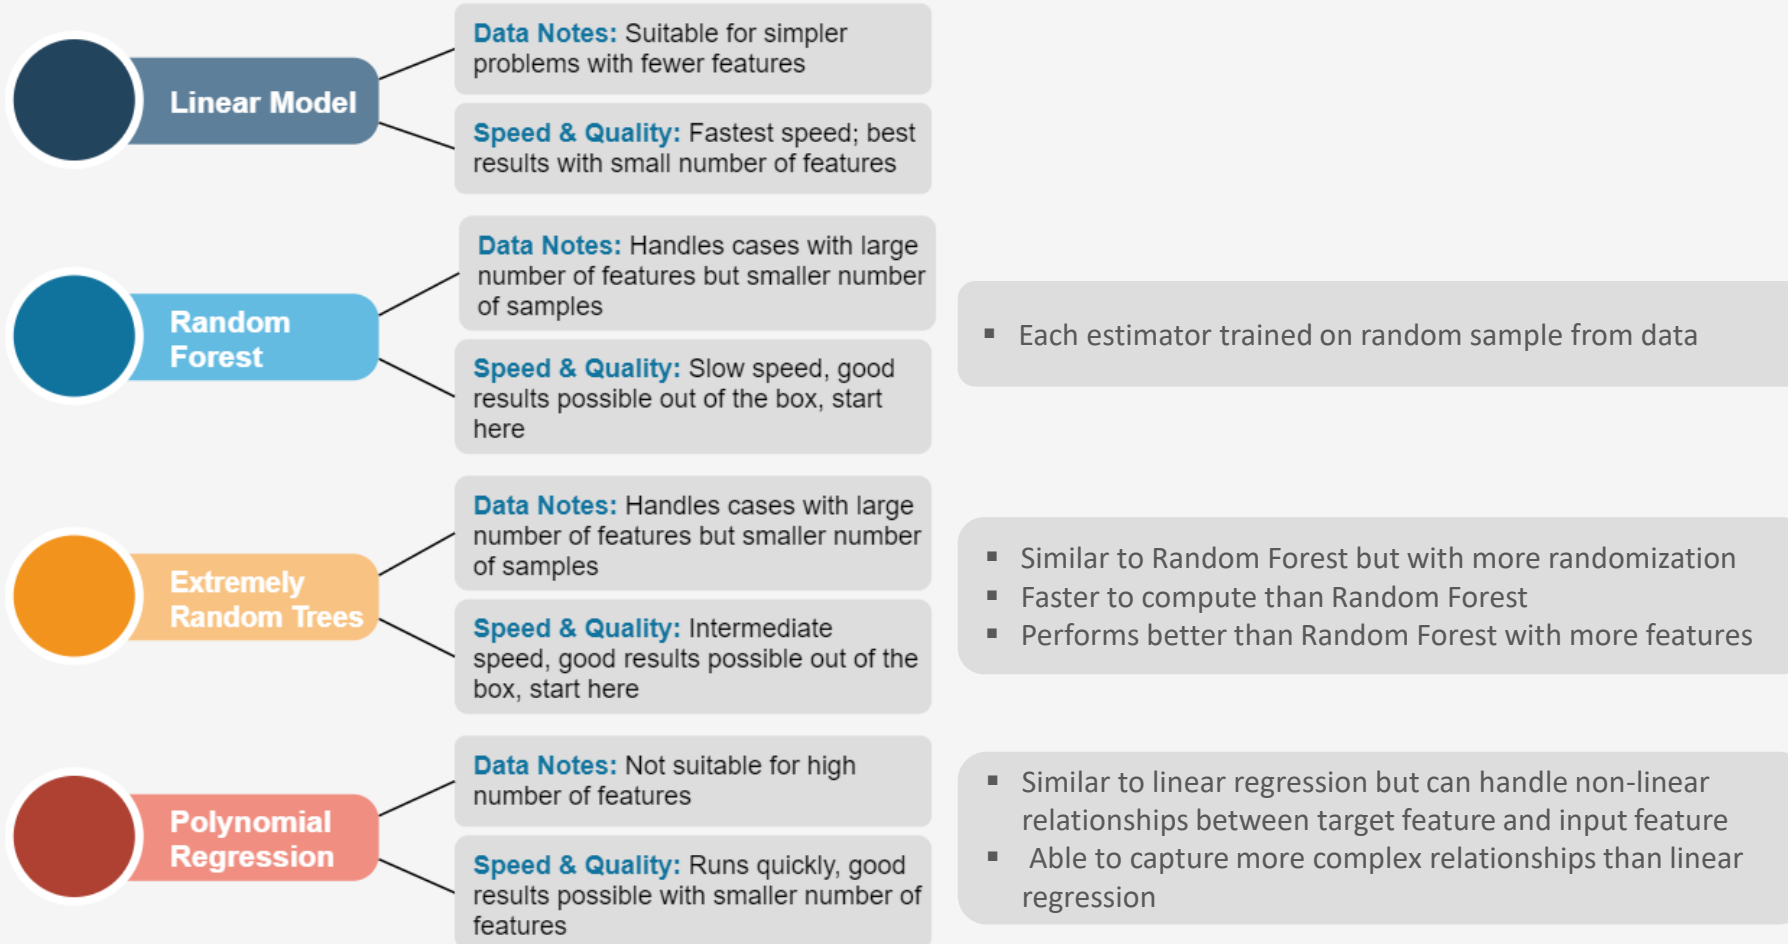 Linear Model
Data Notes: Suitable for simpler
problems with fewer features
Speed & Quality: Fastest speed; best
results with small number of features
Random
Forest
Data Notes: Handles cases with large
number of features but smaller number
of samples
Speed & Quality: Slow speed, good
results possible out of the box, start
here
▪ Each estimator trained on random sample from data
Extremely
Random Trees
Data Notes: Handles cases with large
number of features but smaller number
of samples
Speed & Quality: Intermediate
speed, good results possible out of the
box, start here
▪ Similar to Random Forest but with more randomization
▪ Faster to compute than Random Forest
▪ Performs better than Random Forest with more features
Polynomial
Regression
Data Notes: Not suitable for high
number of features
Speed & Quality: Runs quickly, good
results possible with smaller number of
features
▪ Similar to linear regression but can handle non-linear
relationships between target feature and input feature
▪ Able to capture more complex relationships than linear
regression